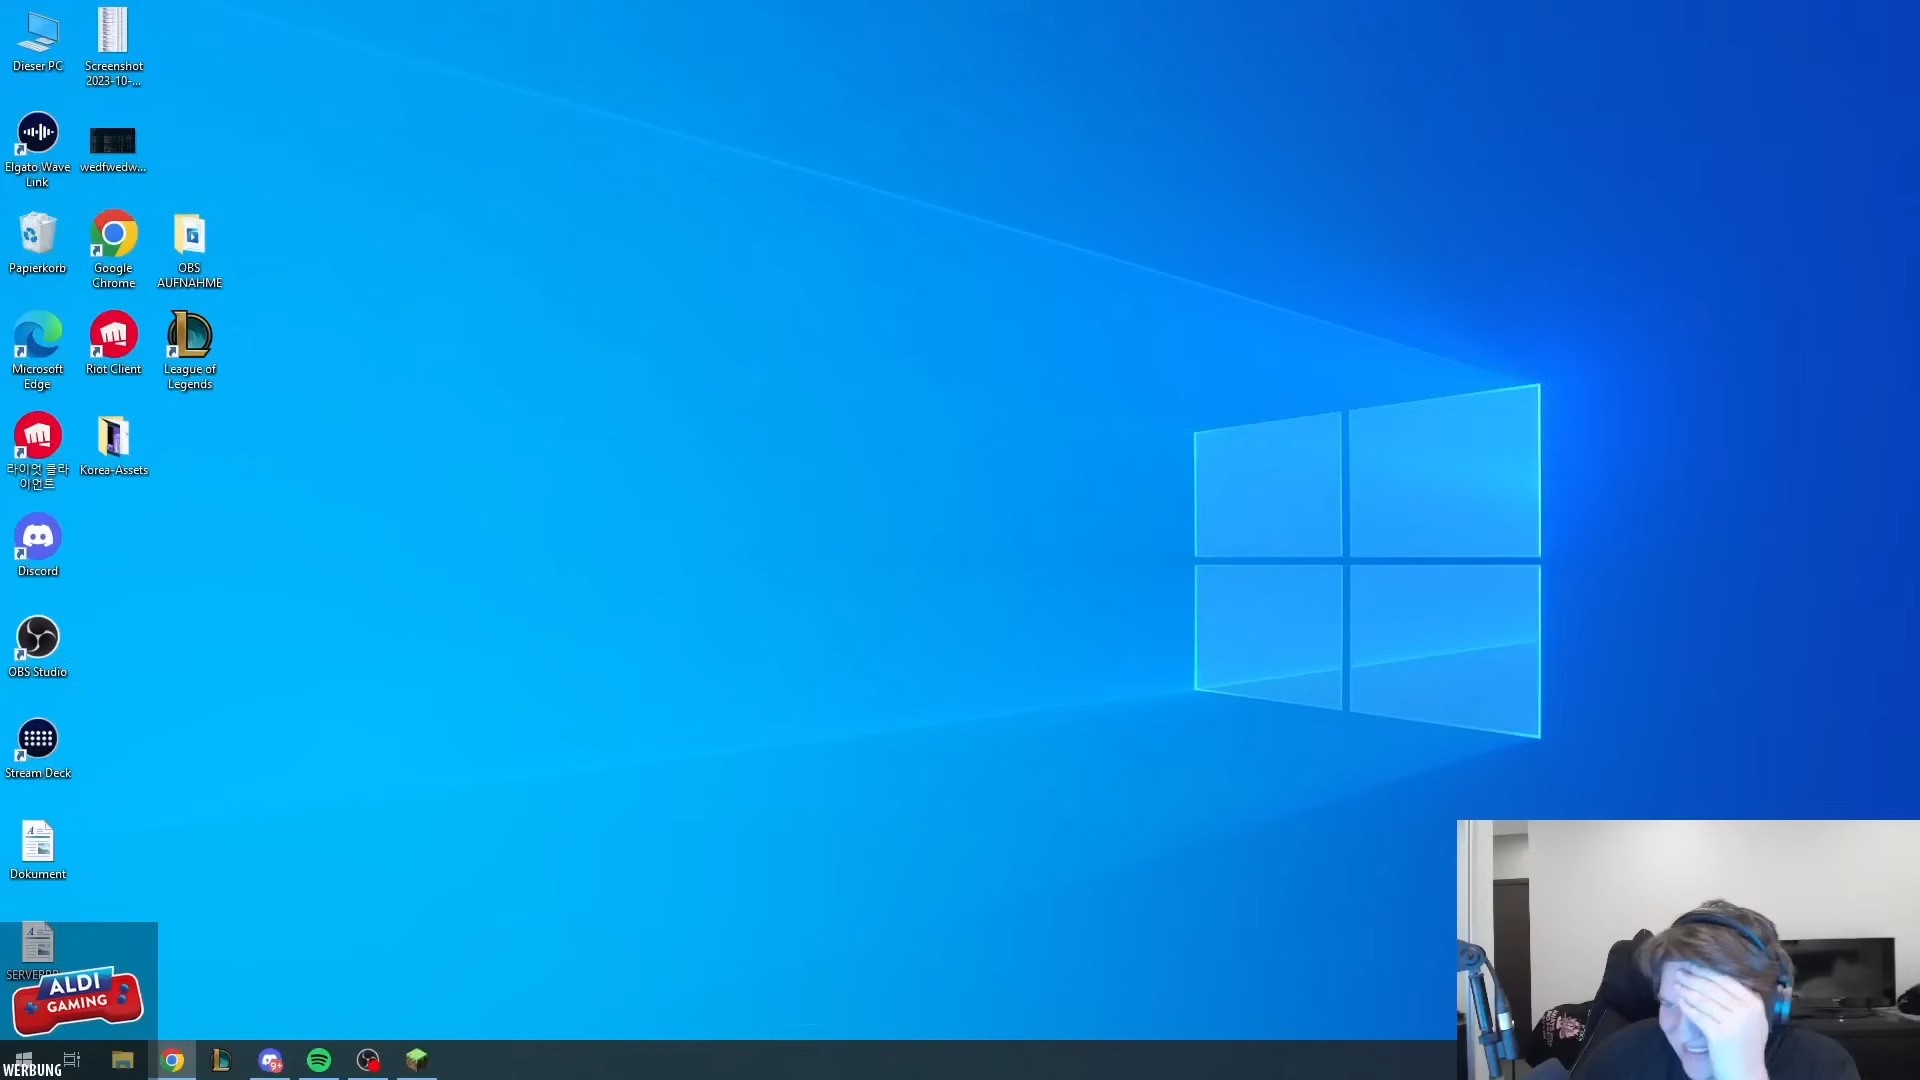 Dieser PC
Screenshot
2023-10-...
Elgato Wave
Link
wedfwedw...
Papierkorb
Google
Chrome
OBS
AUFNAHME
Microsoft
Edge
Riot Client
League of
Legends
라이엇 클라
이언트
Korea-Assets
Discord
OBS Studio
Stream Deck
Dokument
ALDI
GAMING
9+
WERBUNG